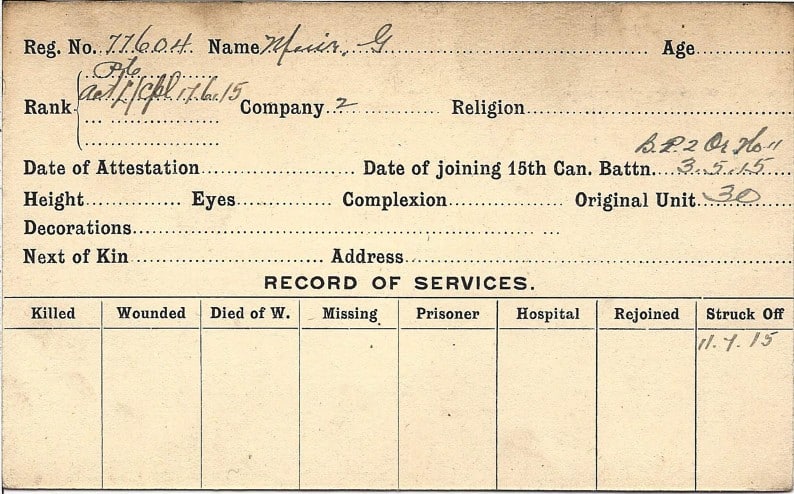 Reg. No. 77604 Name Muir, G Age
Pte
Rank Act L/Cpl 17.6.15 Company 2 Religion
B.P.2 Or No 11
Date of Attestation Date of joining 15th Can. Battn. 3.5.15
Height Eyes Complexion Original Unit 30
Decorations
Next of Kin Address
RECORD OF SERVICES.
Killed Wounded Died of W. Missing Prisoner Hospital Rejoined Struck Off
11.7.15